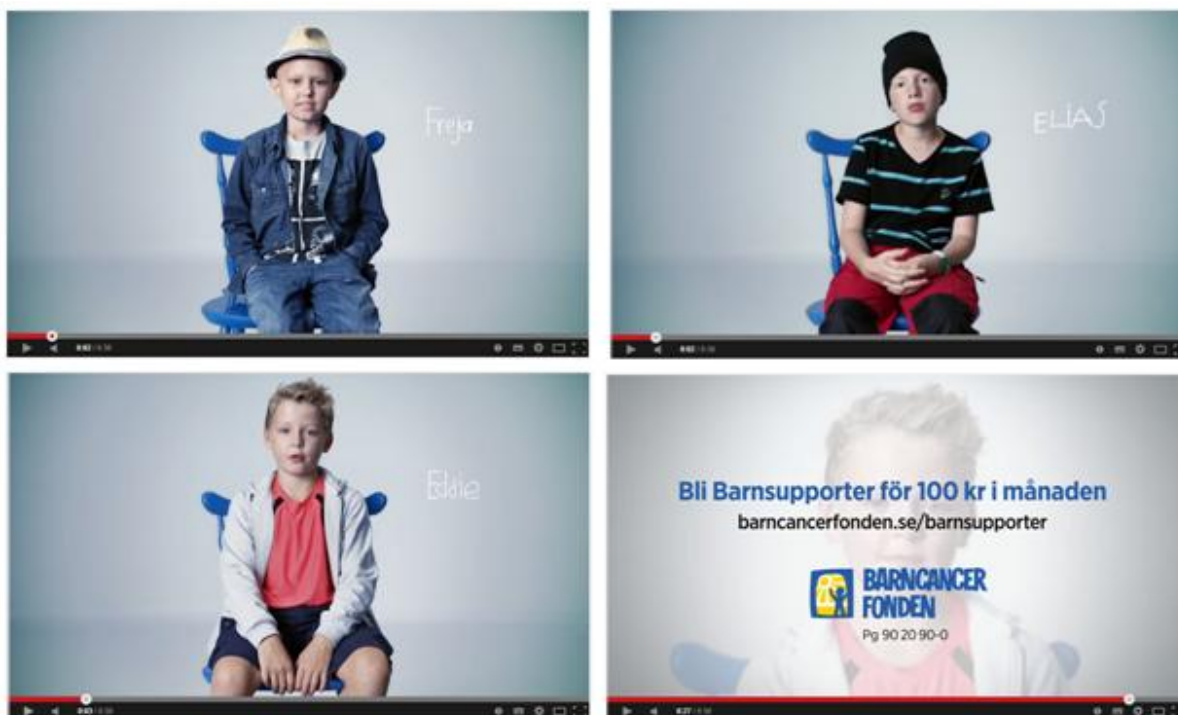 Freja
ELIAS
Eddie
Bli Barnsupporter för 100 kr i månaden
barncancerfonden.se/barnsupporter
BARNCANCER
FONDEN
Pg 90 20 90-0